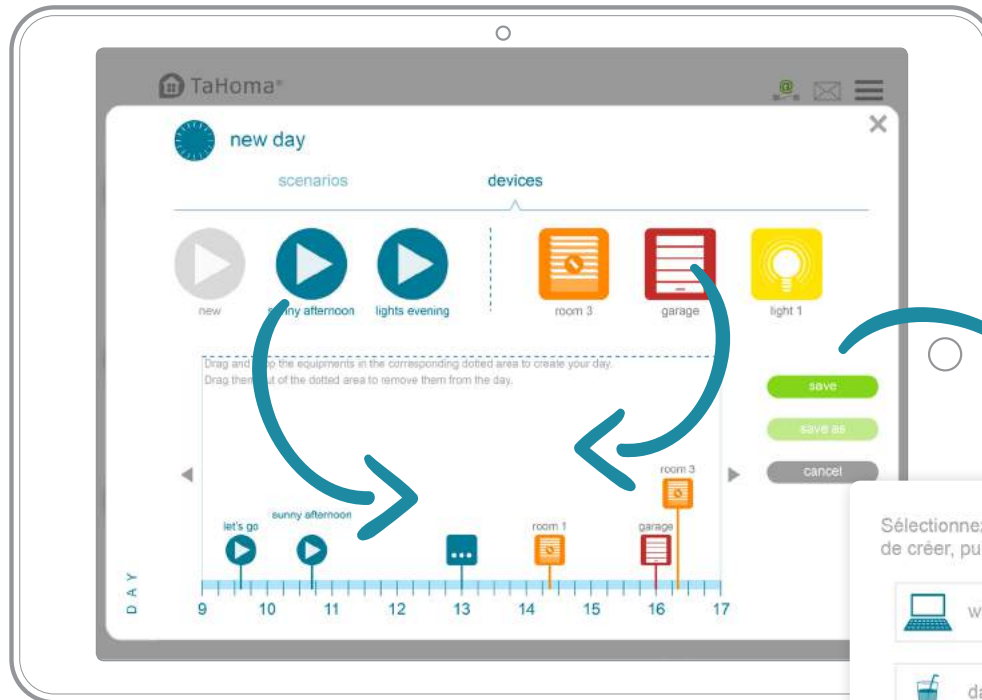 TaHoma®
@
new day
scenarios
devices
new
sunny afternoon
lights evening
room 3
garage
light 1
Drag and drop the equipments in the corresponding dotted area to create your day.
Drag them out of the dotted area to remove them from the day.
save
save as
cancel
room 3
let's go
sunny afternoon
room 1
garage
DAY
9 10 11 12 13 14 15 16 17
Sélectionnez
de créer, pu
w
da